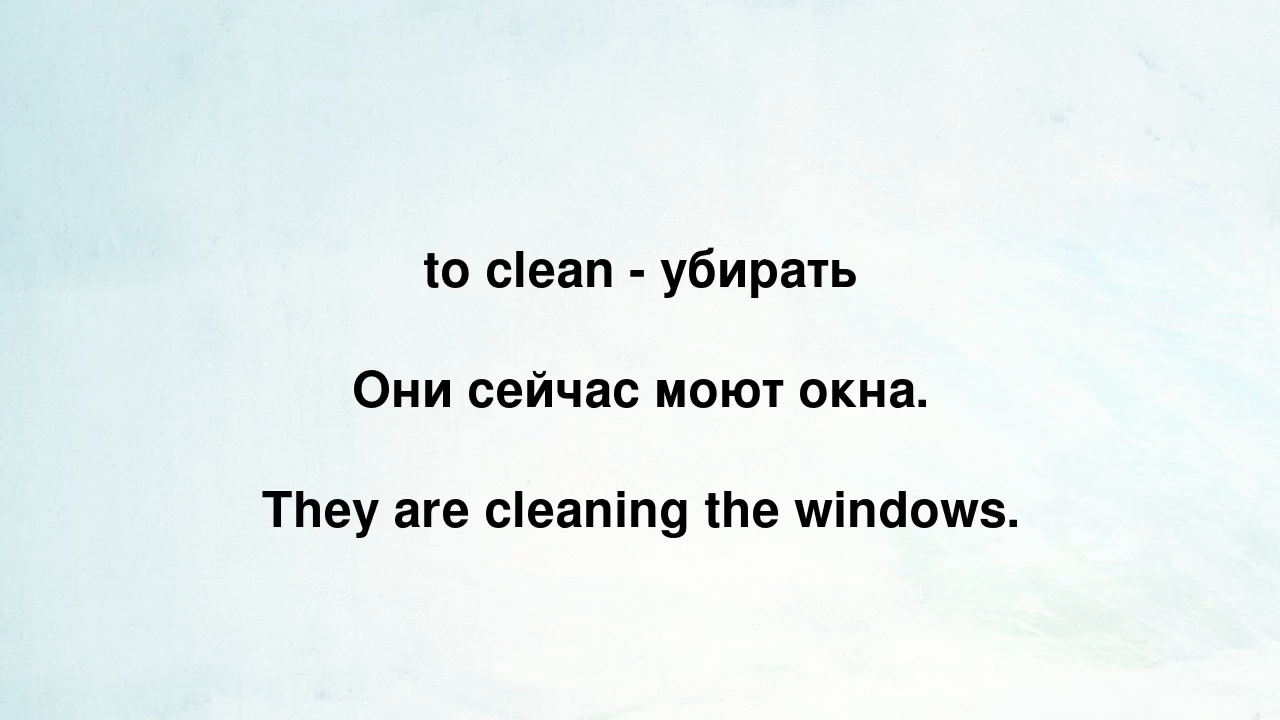 to clean - убирать
Они сейчас моют окна.
They are cleaning the windows.